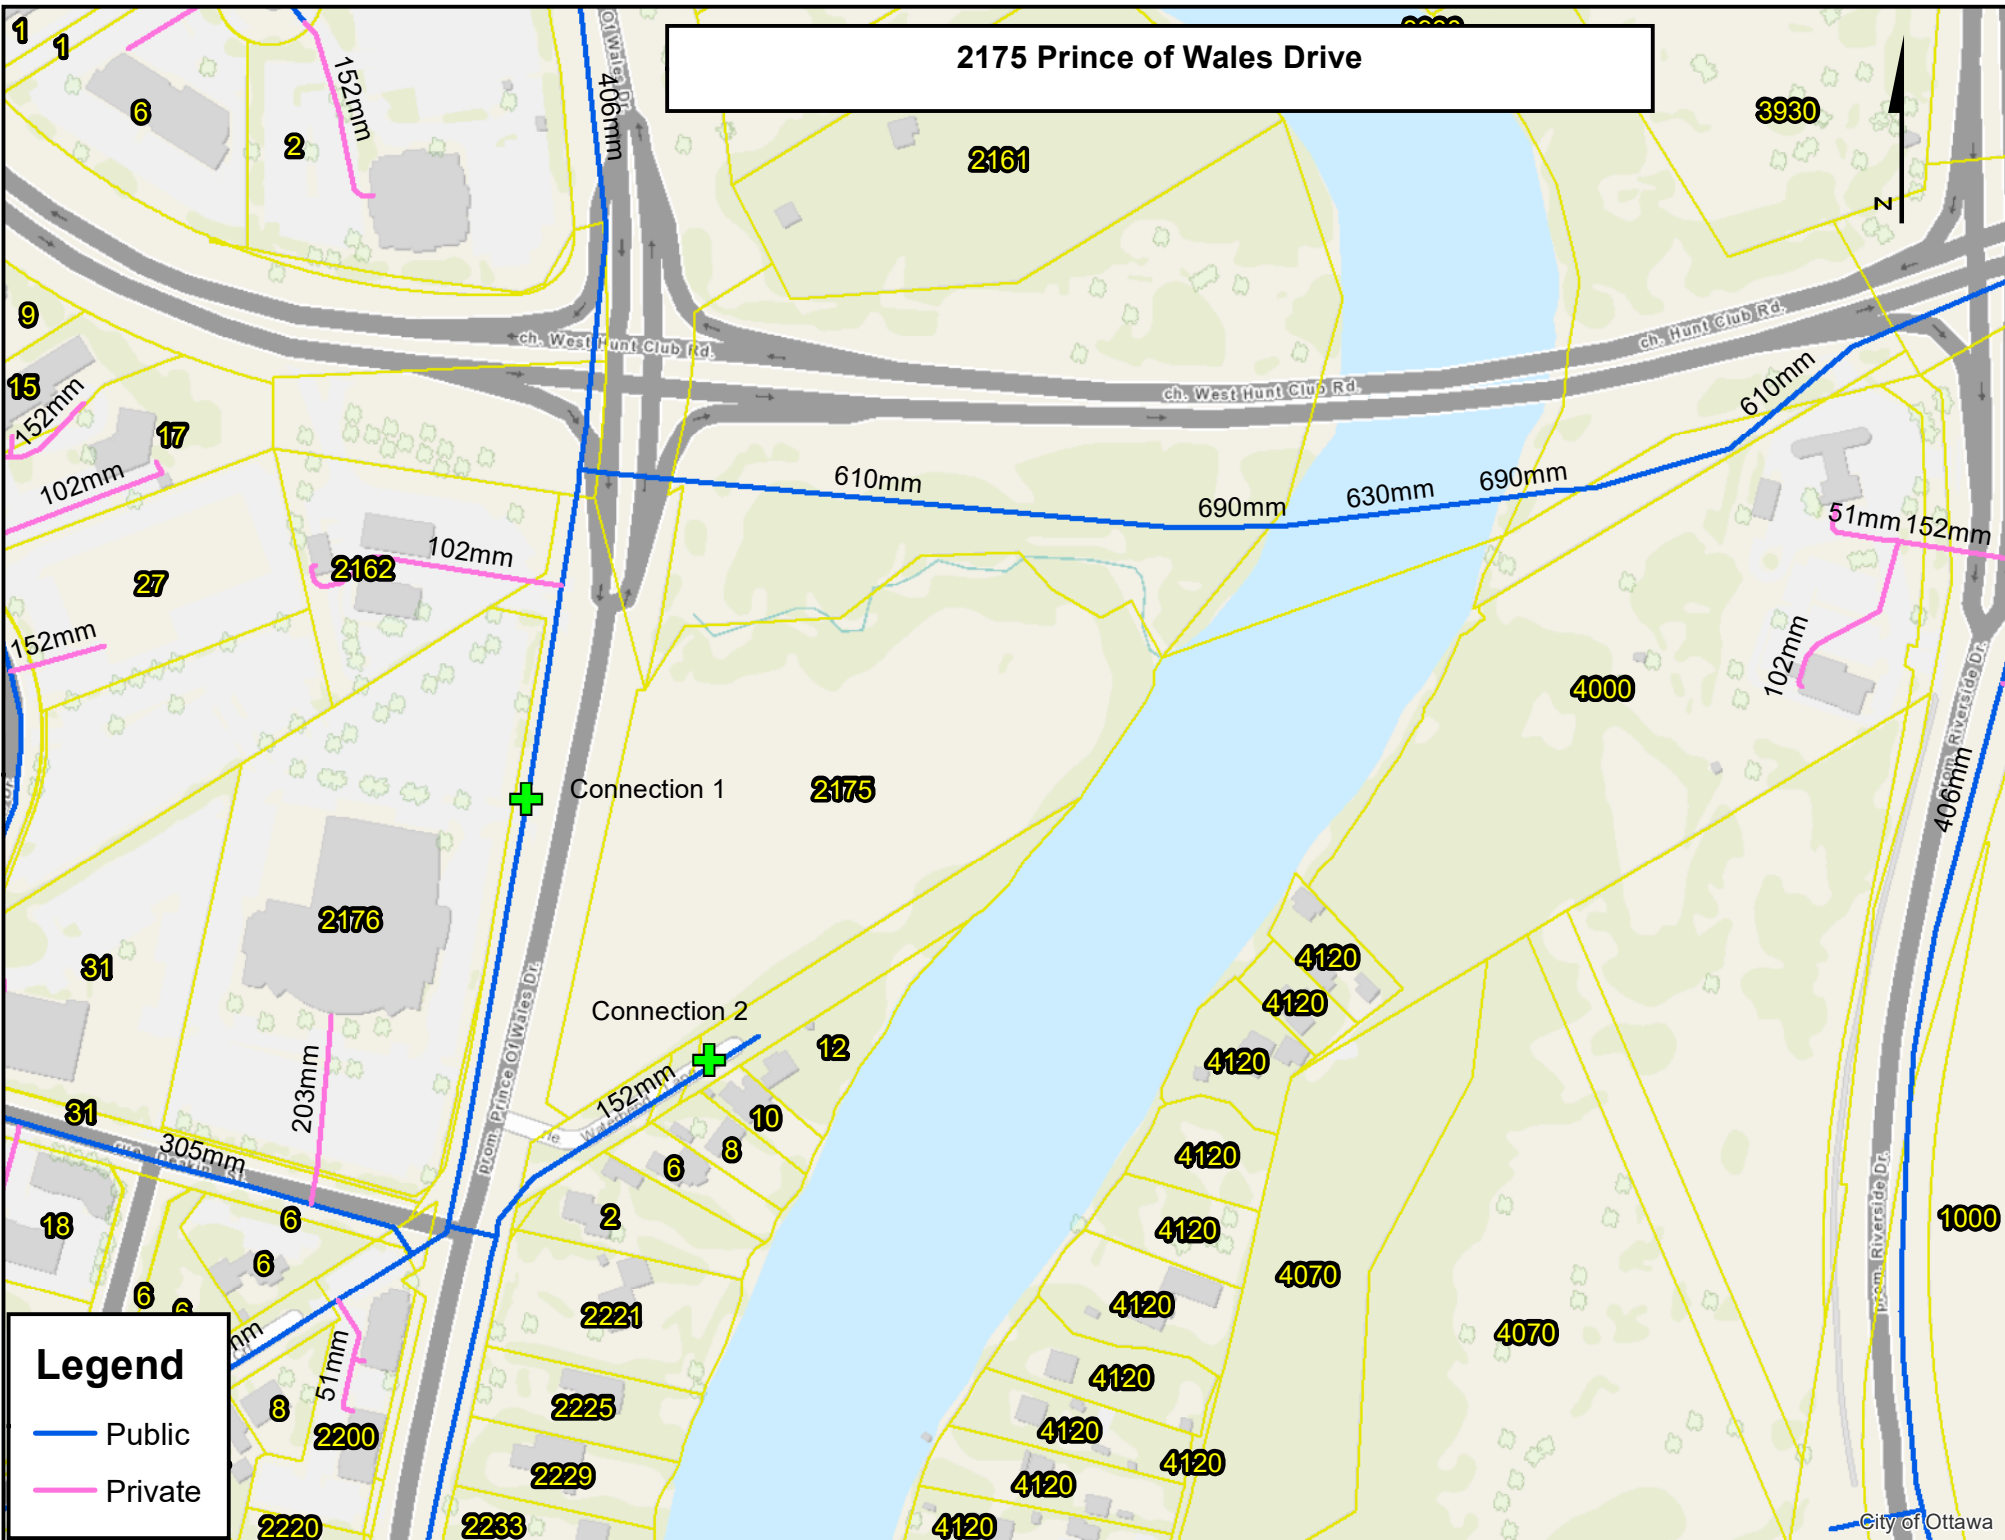 2175 Prince of Wales Drive
1
1
6
2
152mm
406mm
Of Wales Dr.
2161
3930
N
9
15
152mm
17
102mm
ch. West Hunt Club Rd.
ch. West Hunt Club Rd.
ch. Hunt Club Rd.
610mm
610mm
690mm
630mm
690mm
51mm
152mm
102mm
2162
102mm
27
152mm
4000
prom. Riverside Dr.
406mm
Connection 1
2175
2176
31
Connection 2
prom. Prince Of Wales Dr.
152mm
12
10
8
6
2
203mm
31
305mm
18
6
6
6
4120
4120
4120
4120
4120
4120
4120
4120
4120
4120
4120
4070
4070
1000
prom. Riverside Dr.
2221
2225
2229
2233
51mm
8
2200
2220
Legend
Public
Private
City of Ottawa